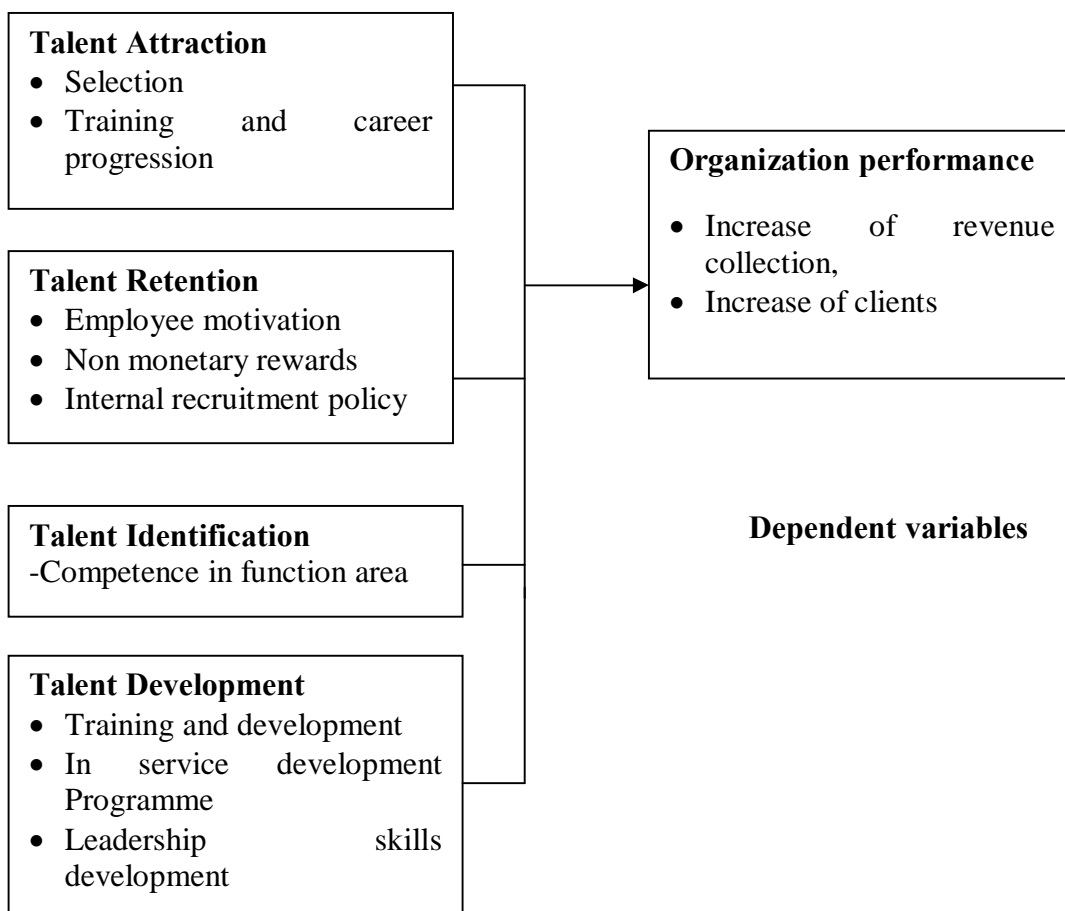 Talent Attraction
• Selection
• Training and career
progression
Organization performance
• Increase of revenue
collection,
• Increase of clients
Talent Retention
• Employee motivation
• Non monetary rewards
• Internal recruitment policy
Talent Identification
-Competence in function area
Dependent variables
Talent Development
• Training and development
• In service development
Programme
• Leadership skills
development